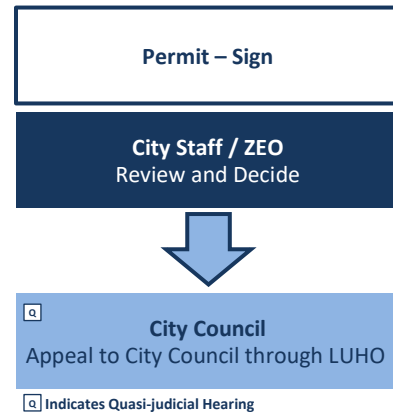 Permit – Sign
City Staff / ZEO
Review and Decide
Q
City Council
Appeal to City Council through LUHO
Q Indicates Quasi-judicial Hearing